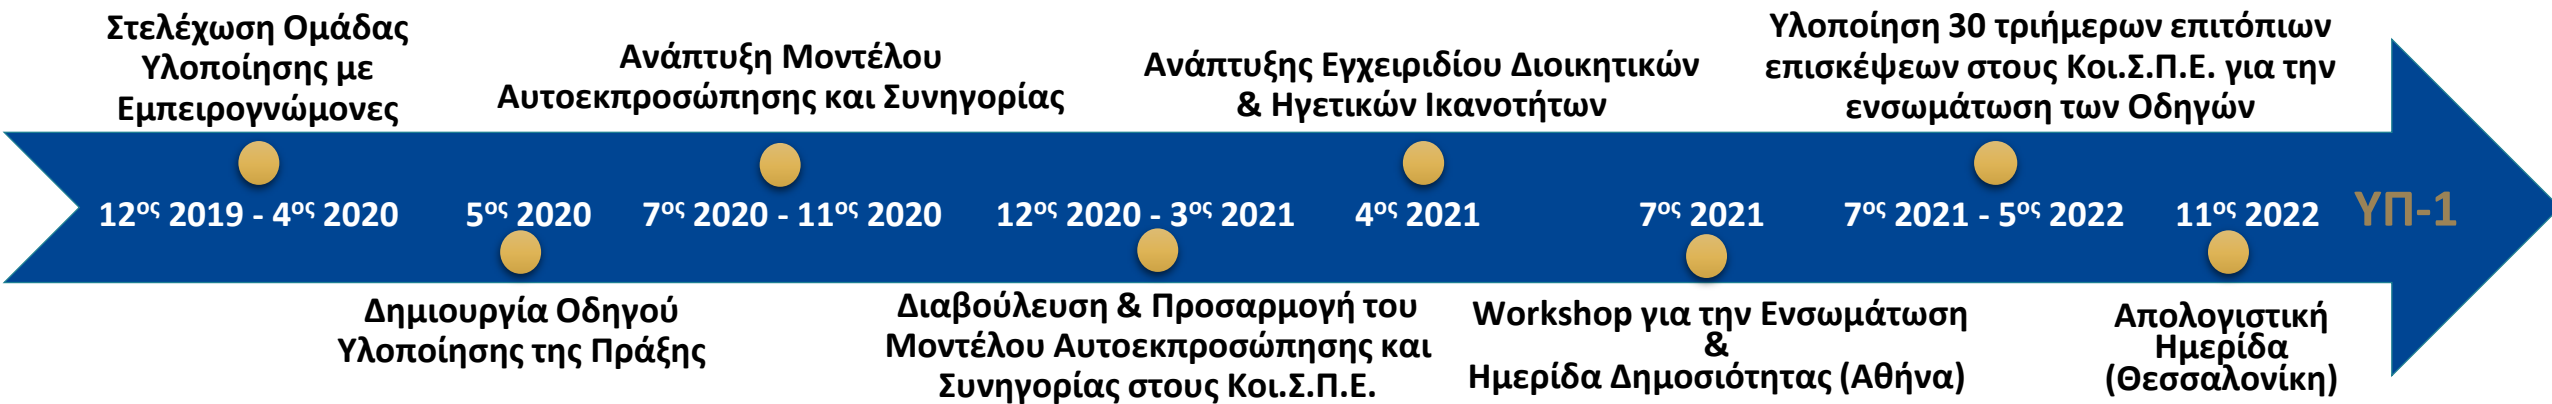 Στελέχωση Ομάδας
Υλοποίησης με
Εμπειρογνώμονες
Ανάπτυξη Μοντέλου
Αυτοεκπροσώπησης και Συνηγορίας
Ανάπτυξης Εγχειριδίου Διοικητικών
& Ηγετικών Ικανοτήτων
Υλοποίηση 30 τριήμερων επιτόπιων
επισκέψεων στους Κοι.Σ.Π.Ε. για την
ενσωμάτωση των Οδηγών
12ος 2019 - 4ος 2020
5ος 2020
7ος 2020 - 11ος 2020
12ος 2020 - 3ος 2021
4ος 2021
7ος 2021
7ος 2021 - 5ος 2022
11ος 2022
ΥΠ-1
Δημιουργία Οδηγού
Υλοποίησης της Πράξης
Διαβούλευση & Προσαρμογή του
Μοντέλου Αυτοεκπροσώπησης και
Συνηγορίας στους Κοι.Σ.Π.Ε.
Workshop για την Ενσωμάτωση
&
Ημερίδα Δημοσιότητας (Αθήνα)
Απολογιστική
Ημερίδα
(Θεσσαλονίκη)